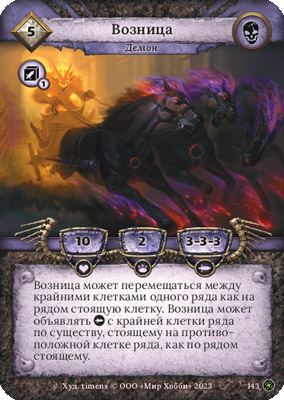 5
Возница
Демон
1
10
2
3-3-3
Возница может перемещаться между
крайними клетками одного ряда как на
рядом стоящую клетку. Возница может
объявлять с крайней клетки ряда
по существу, стоящему на противо-
положной клетке ряда, как по рядом
стоящему.
Худ. timens © ООО «Мир Хобби» 2023
143